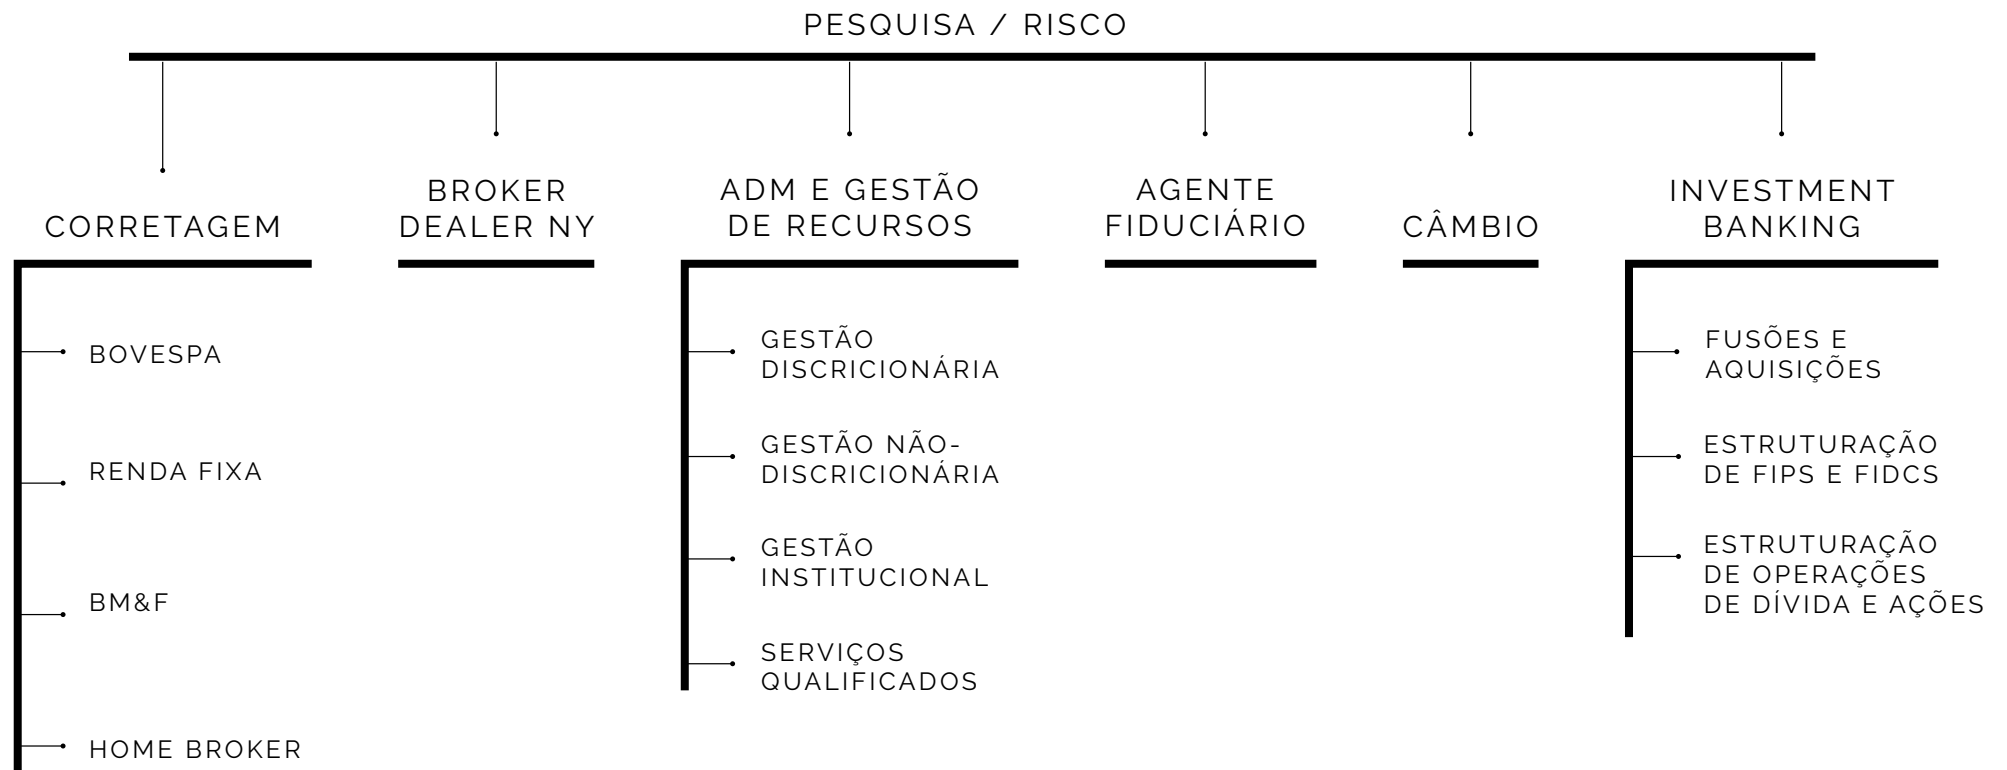 PESQUISA / RISCO
CORRETAGEM
BOVESPA
RENDA FIXA
BM&F
HOME BROKER
BROKER
DEALER NY
ADM E GESTÃO
DE RECURSOS
GESTÃO
DISCRICIONÁRIA
GESTÃO NÃO-
DISCRICIONÁRIA
GESTÃO
INSTITUCIONAL
SERVIÇOS
QUALIFICADOS
AGENTE
FIDUCIÁRIO
CÂMBIO
INVESTMENT
BANKING
FUSÕES E
AQUISIÇÕES
ESTRUTURAÇÃO
DE FIPS E FIDCS
ESTRUTURAÇÃO
DE OPERAÇÕES
DE DÍVIDA E AÇÕES